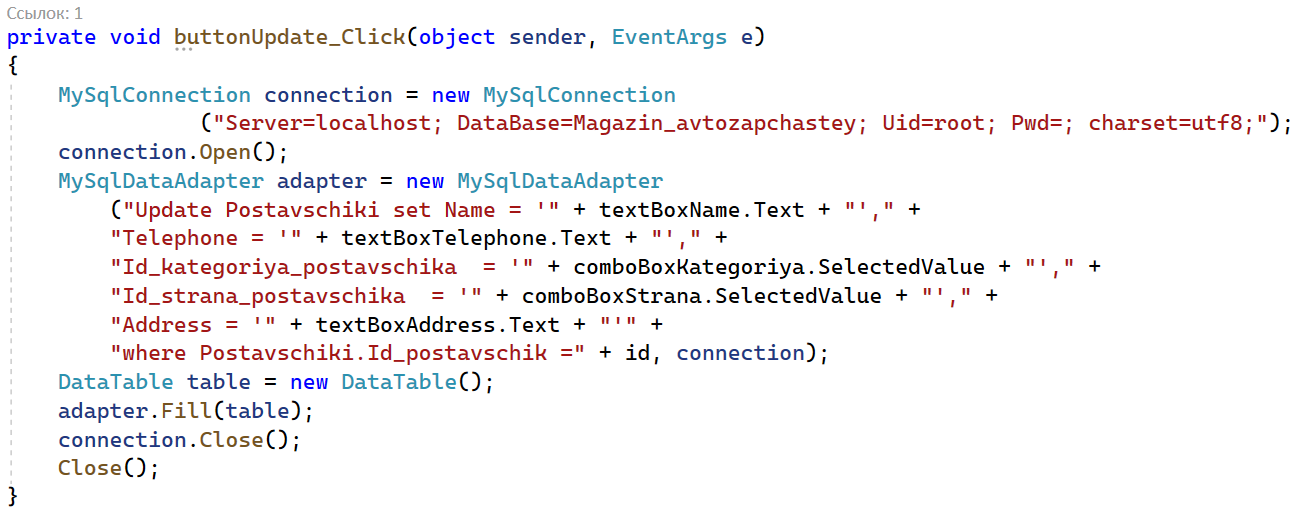 Ссылок: 1
private void buttonUpdate_Click(object sender, EventArgs e)
{
    MySqlConnection connection = new MySqlConnection
               ("Server=localhost; DataBase=Magazin_avtozapchastey; Uid=root; Pwd=; charset=utf8;");
    connection.Open();
    MySqlDataAdapter adapter = new MySqlDataAdapter
        ("Update Postavschiki set Name = '" + textBoxName.Text + "'," +
        "Telephone = '" + textBoxTelephone.Text + "'," +
        "Id_kategoriya_postavschika  = '" + comboBoxKategoriya.SelectedValue + "'," +
        "Id_strana_postavschika  = '" + comboBoxStrana.SelectedValue + "'," +
        "Address = '" + textBoxAddress.Text + "'" +
        "where Postavschiki.Id_postavschik =" + id, connection);
    DataTable table = new DataTable();
    adapter.Fill(table);
    connection.Close();
    Close();
}